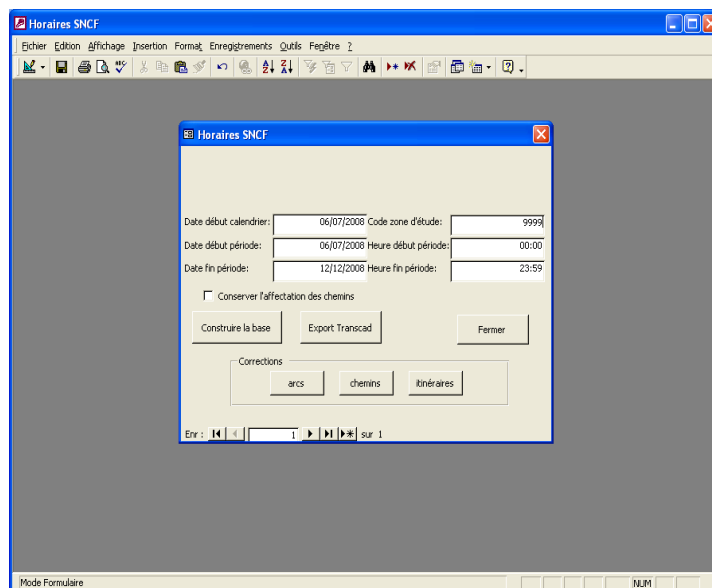 Horaires SNCF
Fichier Edition Affichage Insertion Format Enregistrements Outils Fenêtre ?
Horaires SNCF
Date début calendrier: 06/07/2008 Code zone d'étude: 9999
Date début période: 06/07/2008 Heure début période: 00:00
Date fin période: 12/12/2008 Heure fin période: 23:59
Conserver l'affectation des chemins
Construire la base Export Transcad Fermer
Corrections
arcs chemins itinéraires
Enr : 1 sur 1
Mode Formulaire NUM